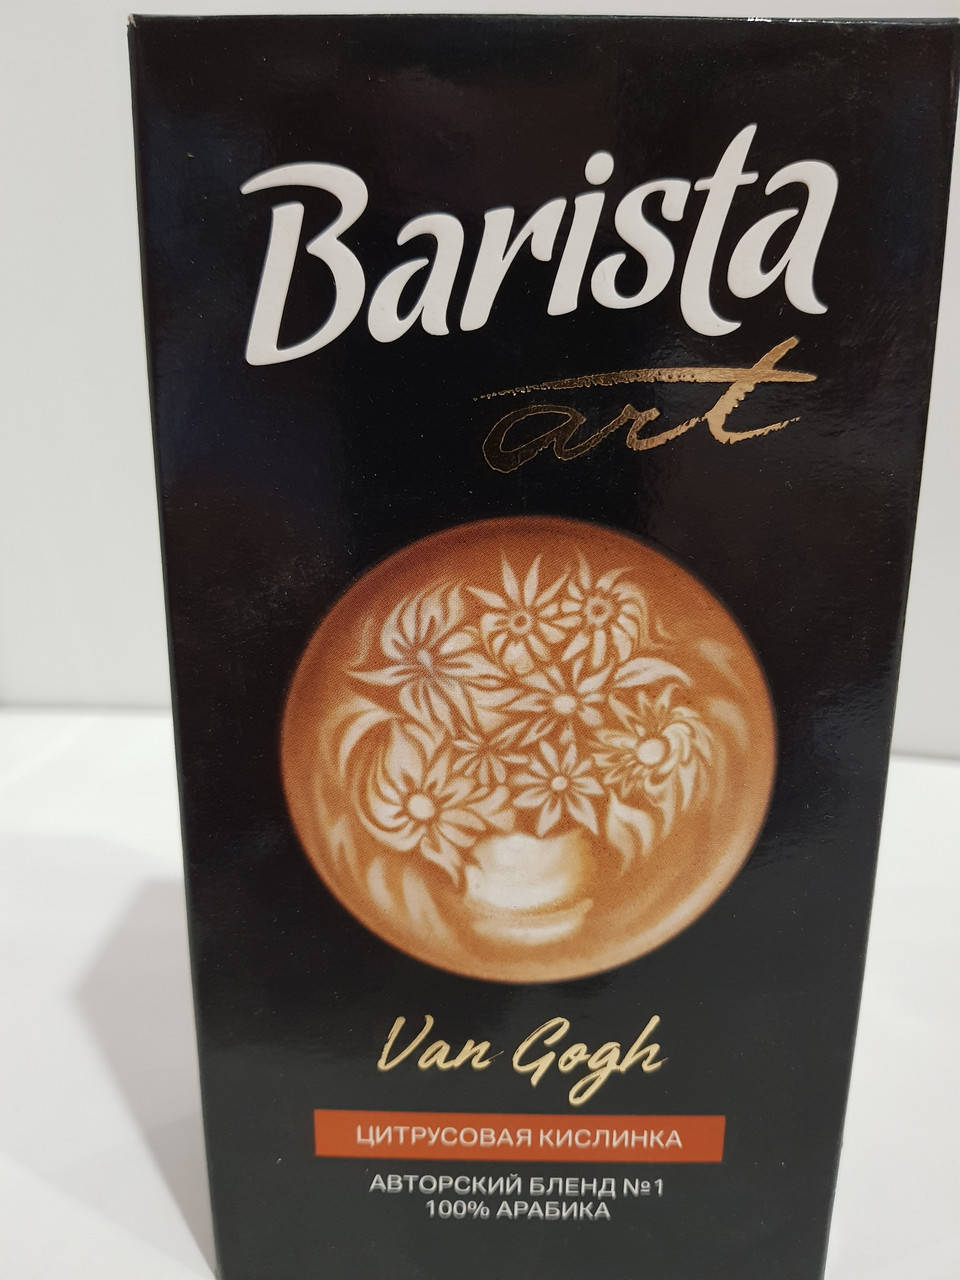 Barista
art
Van Gogh
ЦИТРУСОВАЯ КИСЛИНКА
АВТОРСКИЙ БЛЕНД №1
100% АРАБИКА